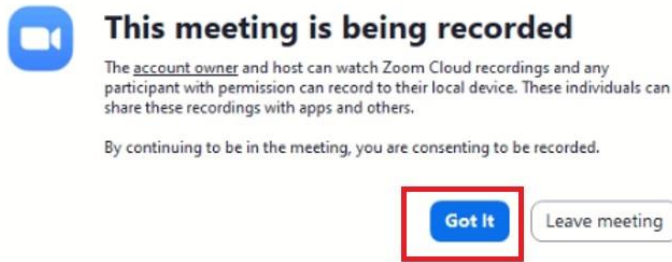 This meeting is being recorded
The account owner and host can watch Zoom Cloud recordings and any
participant with permission can record to their local device. These individuals can
share these recordings with apps and others.
By continuing to be in the meeting, you are consenting to be recorded.
Got It Leave meeting